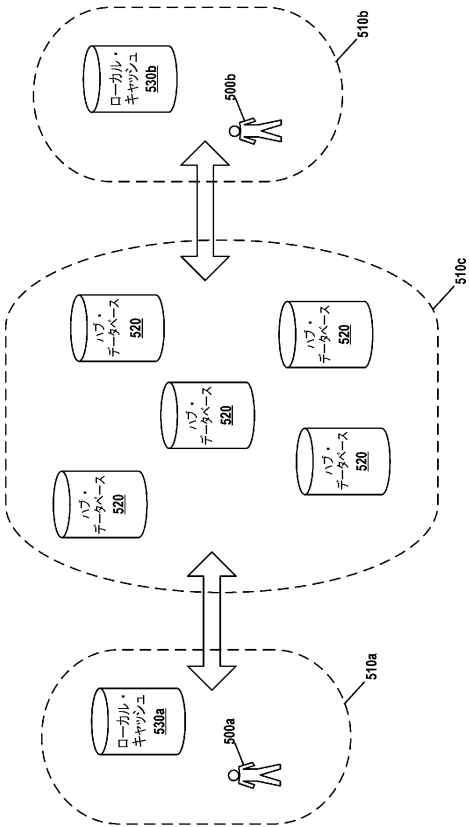 ローカル・
キャッシュ
530a
500a
510a
ハブ・
データベース
520
ハブ・
データベース
520
ハブ・
データベース
520
ハブ・
データベース
520
ハブ・
データベース
520
510c
ローカル・
キャッシュ
530b
500b
510b